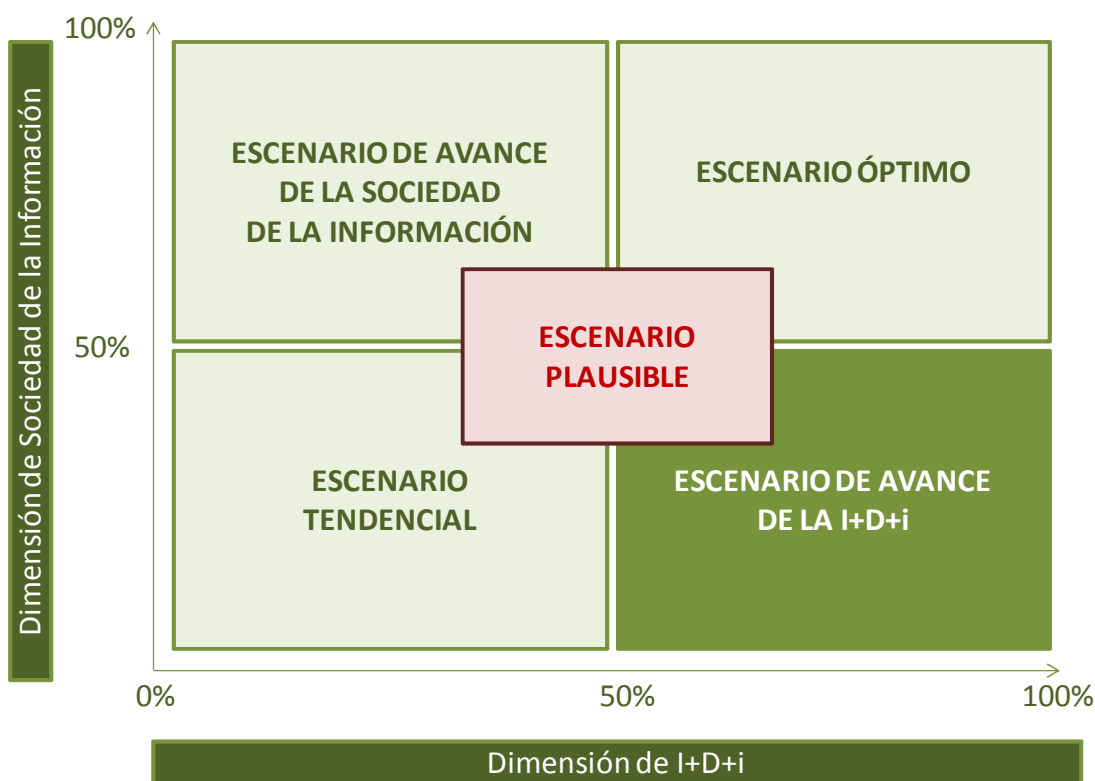 100%
Dimensión de Sociedad de la Información
ESCENARIO DE AVANCE
DE LA SOCIEDAD
DE LA INFORMACIÓN
ESCENARIO ÓPTIMO
50%
ESCENARIO
PLAUSIBLE
ESCENARIO
TENDENCIAL
ESCENARIO DE AVANCE
DE LA I+D+i
0%
50%
100%
Dimensión de I+D+i